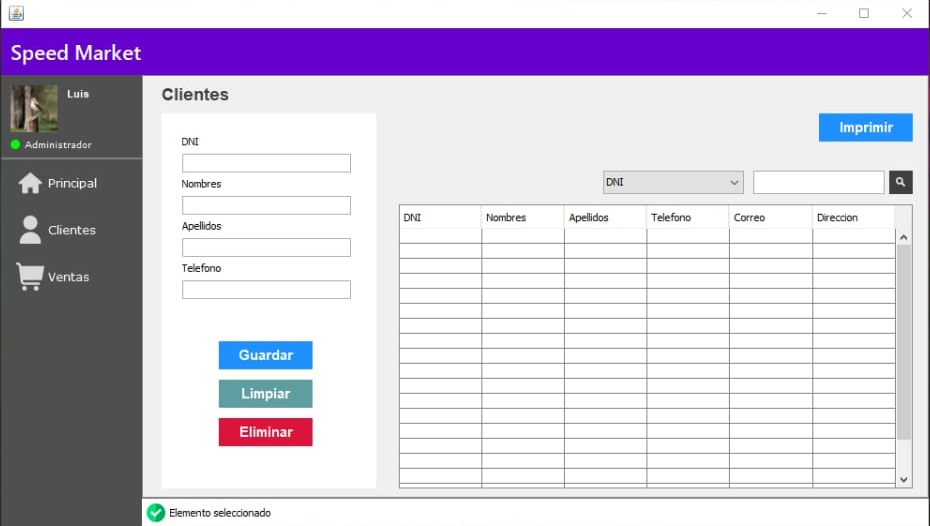 Speed Market
Luis
Administrador
Principal
Clientes
Ventas
Clientes
DNI
Nombres
Apellidos
Telefono
Guardar
Limpiar
Eliminar
Imprimir
DNI
DNI Nombres Apellidos Telefono Correo Direccion
Elemento seleccionado